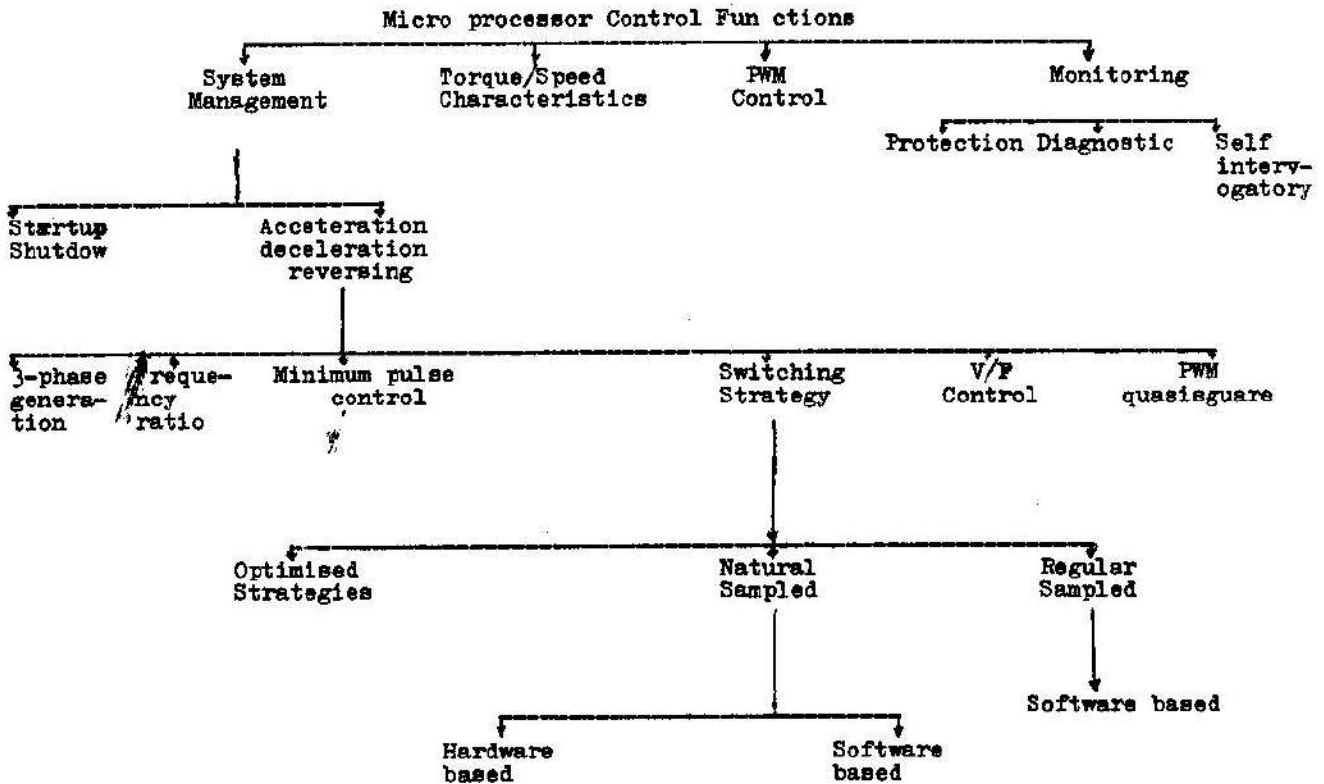 Micro processor Control Fun ctions
System Management
Torque/Speed Characteristics
PWM Control
Monitoring
Protection Diagnostic Self interv-ogatory
Startup Shutdow
Acceteration deceleration reversing
3-phase genera-tion
reque-ncy ratio
Minimum pulse control
Switching Strategy
V/F Control
PWM quasisguare
Optimised Strategies
Natural Sampled
Regular Sampled
Software based
Hardware based
Software based